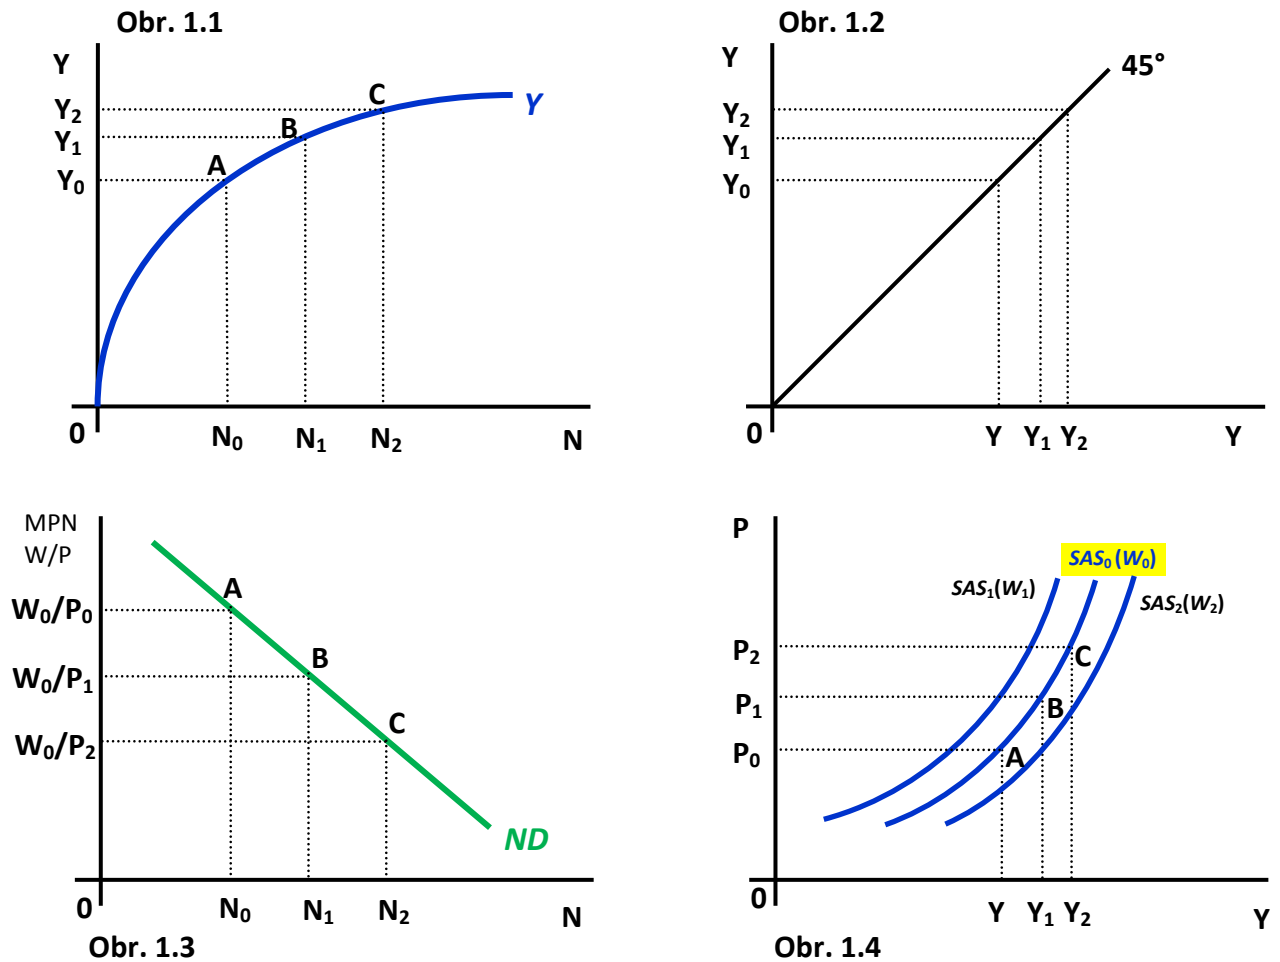 Obr. 1.1
Y
Y₂
Y₁
Y₀
A
B
C
Y
0
N₀
N₁
N₂
N
Obr. 1.2
Y
Y₂
Y₁
Y₀
45°
0
Y
Y₁
Y₂
Y
MPN
W/P
W₀/P₀
W₀/P₁
W₀/P₂
A
B
C
ND
0
N₀
N₁
N₂
N
Obr. 1.3
P
SAS₁(W₁)
SAS₀ (W₀)
SAS₂(W₂)
P₂
P₁
P₀
C
B
A
0
Y
Y₁
Y₂
Y
Obr. 1.4